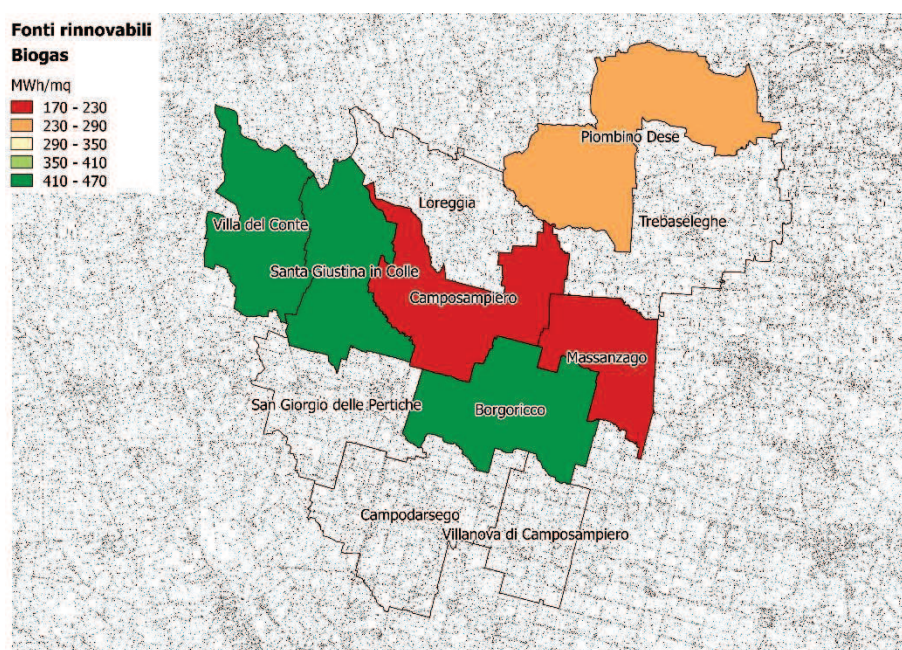 Fonti rinnovabili
Biogas
MWh/mq
170 - 230
230 - 290
290 - 350
350 - 410
410 - 470
Piombino Dese
Loreggia
Trebaseleghe
Villa del Conte
Santa Giustina in Colle
Camposampiero
Massanzago
San Giorgio delle Pertiche
Borgoricco
Campodarsego
Villanova di Camposampiero